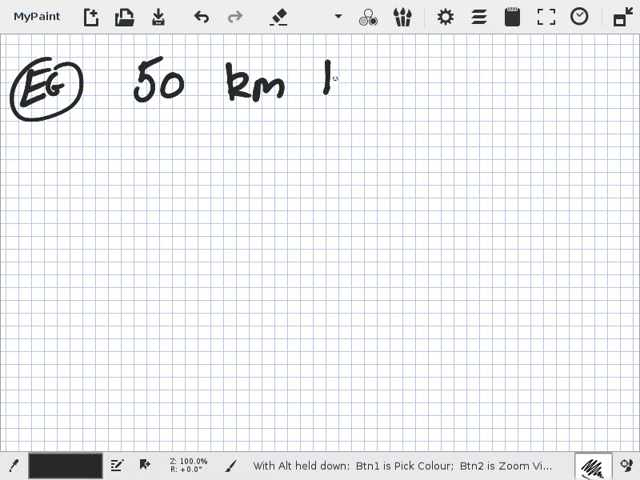 MyPaint
EG 50 km
Z: 100.0%
R: +0.0°
With Alt held down: Btn1 is Pick Colour; Btn2 is Zoom Vi...